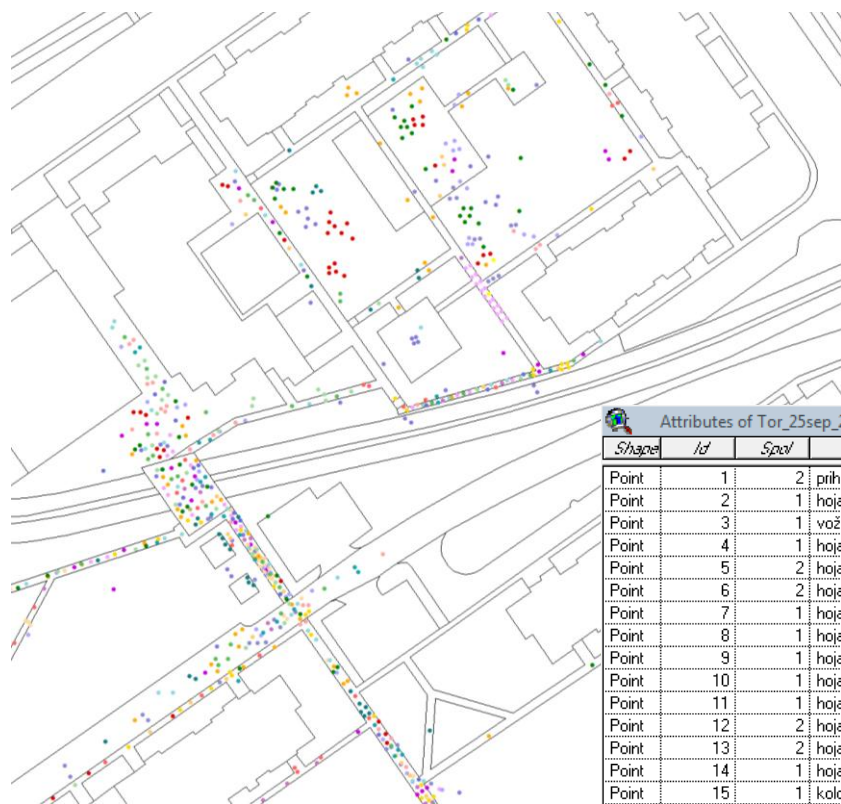 Attributes of Tor_25sep_2
Shape Id Spol
Point 1 2 prih
Point 2 1 hoja
Point 3 1 vož
Point 4 1 hoja
Point 5 2 hoja
Point 6 2 hoja
Point 7 1 hoja
Point 8 1 hoja
Point 9 1 hoja
Point 10 1 hoja
Point 11 1 hoja
Point 12 2 hoja
Point 13 2 hoja
Point 14 1 hoja
Point 15 1 kolo